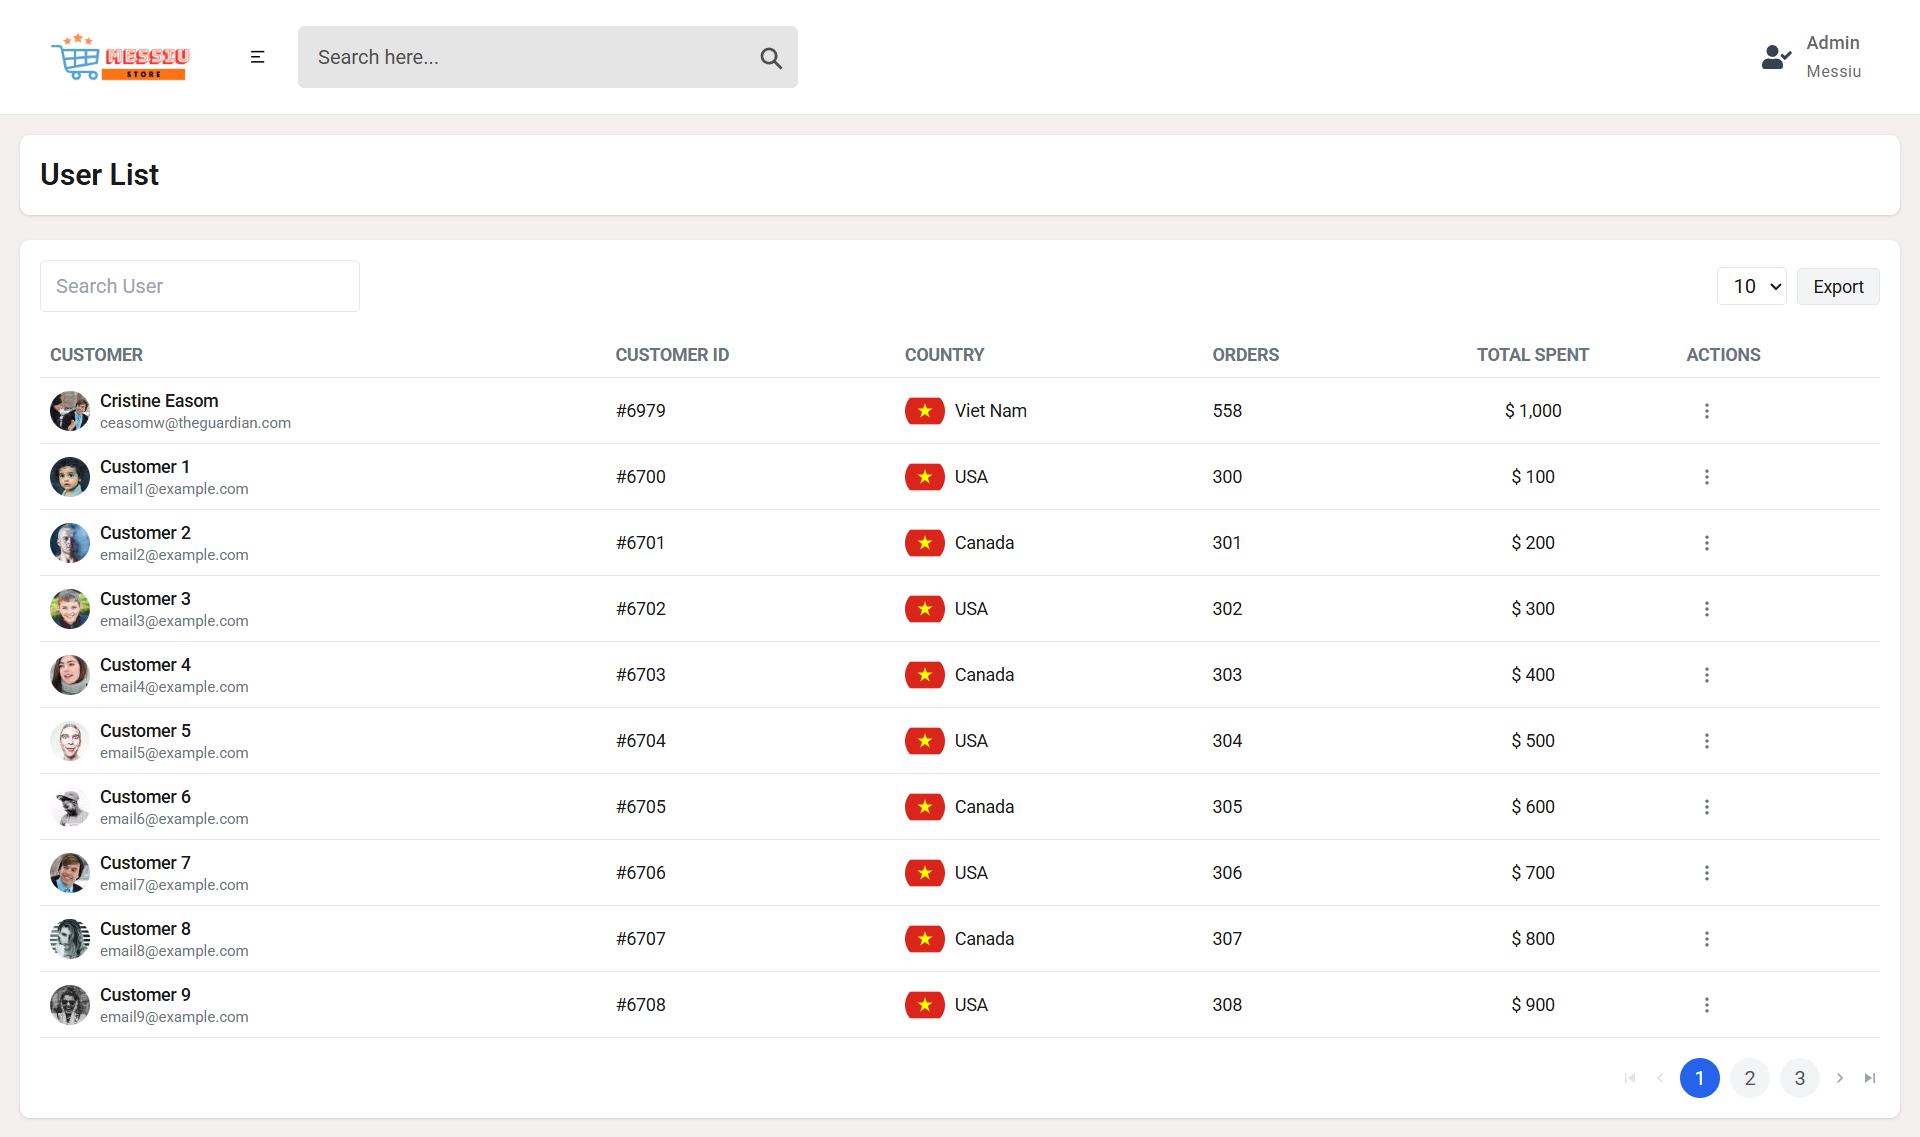 MESSIU
STORE
Search here...
Admin
Messiu
User List
Search User
10
Export
CUSTOMER CUSTOMER ID COUNTRY ORDERS TOTAL SPENT ACTIONS
Cristine Easom
ceasomw@theguardian.com
#6979 Viet Nam 558 $ 1,000
Customer 1
email1@example.com
#6700 USA 300 $ 100
Customer 2
email2@example.com
#6701 Canada 301 $ 200
Customer 3
email3@example.com
#6702 USA 302 $ 300
Customer 4
email4@example.com
#6703 Canada 303 $ 400
Customer 5
email5@example.com
#6704 USA 304 $ 500
Customer 6
email6@example.com
#6705 Canada 305 $ 600
Customer 7
email7@example.com
#6706 USA 306 $ 700
Customer 8
email8@example.com
#6707 Canada 307 $ 800
Customer 9
email9@example.com
#6708 USA 308 $ 900
1 2 3